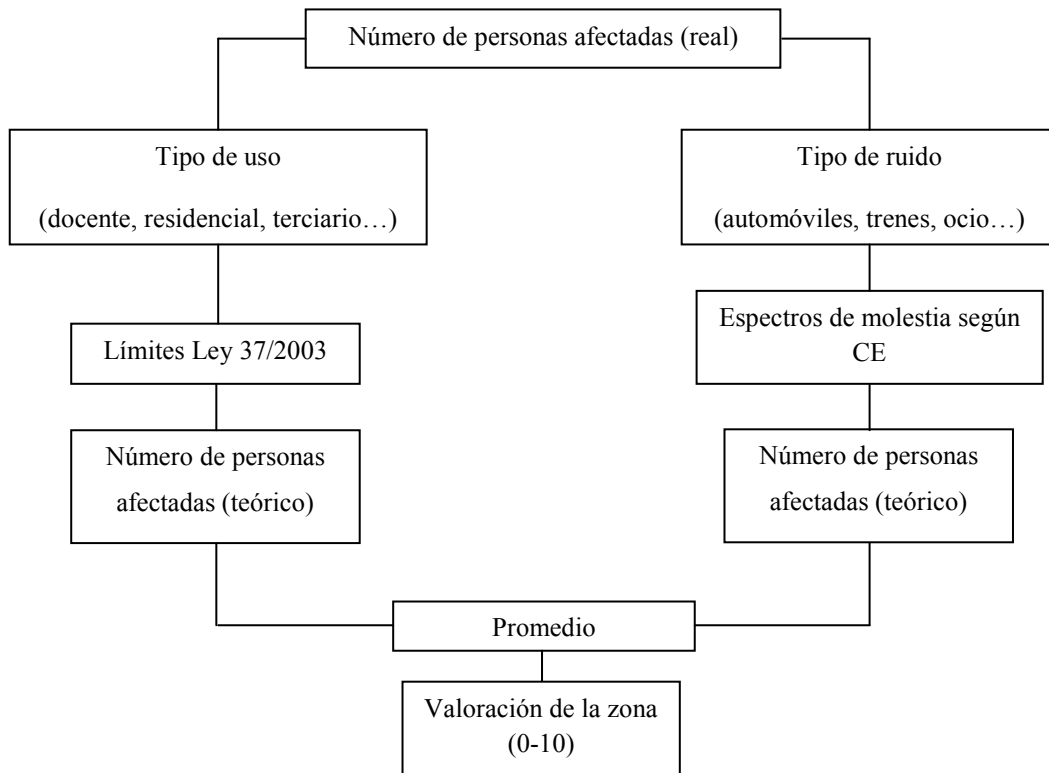 Número de personas afectadas (real)
Tipo de uso
(docente, residencial, terciario…)
Tipo de ruido
(automóviles, trenes, ocio…)
Límites Ley 37/2003
Espectros de molestia según
CE
Número de personas
afectadas (teórico)
Número de personas
afectadas (teórico)
Promedio
Valoración de la zona
(0-10)